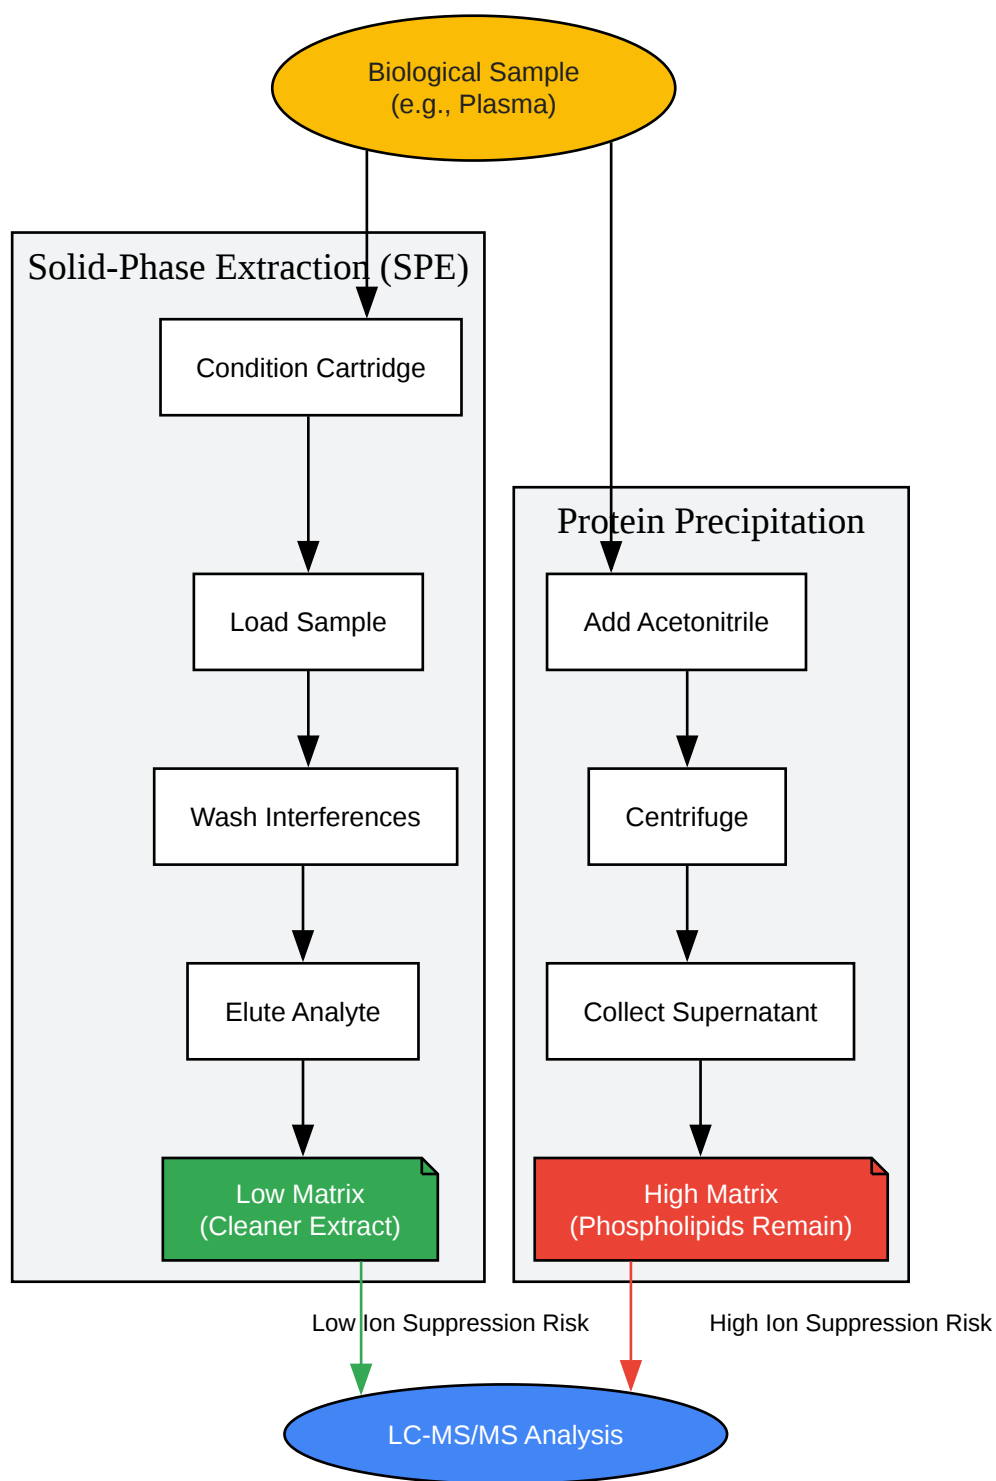 Biological Sample
(e.g., Plasma)
Solid-Phase Extraction (SPE)
Condition Cartridge
Load Sample
Wash Interferences
Elute Analyte
Low Matrix
(Cleaner Extract)
Low Ion Suppression Risk
Protein Precipitation
Add Acetonitrile
Centrifuge
Collect Supernatant
High Matrix
(Phospholipids Remain)
High Ion Suppression Risk
LC-MS/MS Analysis